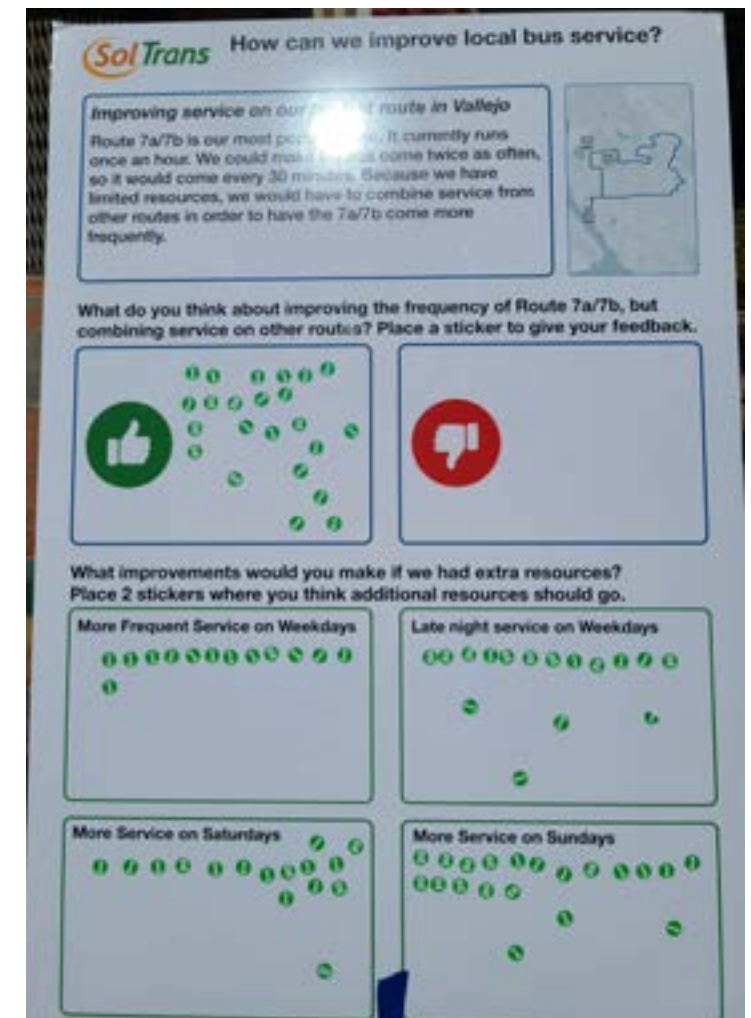 SolTrans
How can we improve local bus service?
Improving service on our route in Vallejo
Route 7a/7b is our most It currently runs
once an hour. We could make come twice as often,
so it would come every 30 minutes. Because we have
limited resources, we would have to combine service from
other routes in order to have the 7a/7b come more
frequently.
What do you think about improving the frequency of Route 7a/7b, but
combining service on other routes? Place a sticker to give your feedback.
What improvements would you make if we had extra resources?
Place 2 stickers where you think additional resources should go.
More Frequent Service on Weekdays
Late night service on Weekdays
More Service on Saturdays
More Service on Sundays